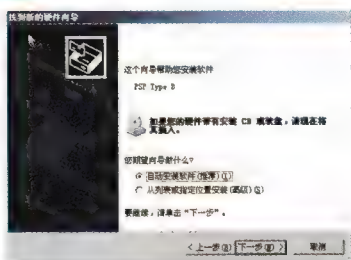 找到新的硬件向导
这个向导帮助您安装软件
PSP Type B
如果您的硬件带有安装 CD 或软盘，请现在将
其插入。
您期望向导做什么?
自动安装软件(推荐)(I)
从列表或指定位置安装(高级)(S)
要继续，请单击“下一步”。
< 上一步(B)
下一步(N) >
取消